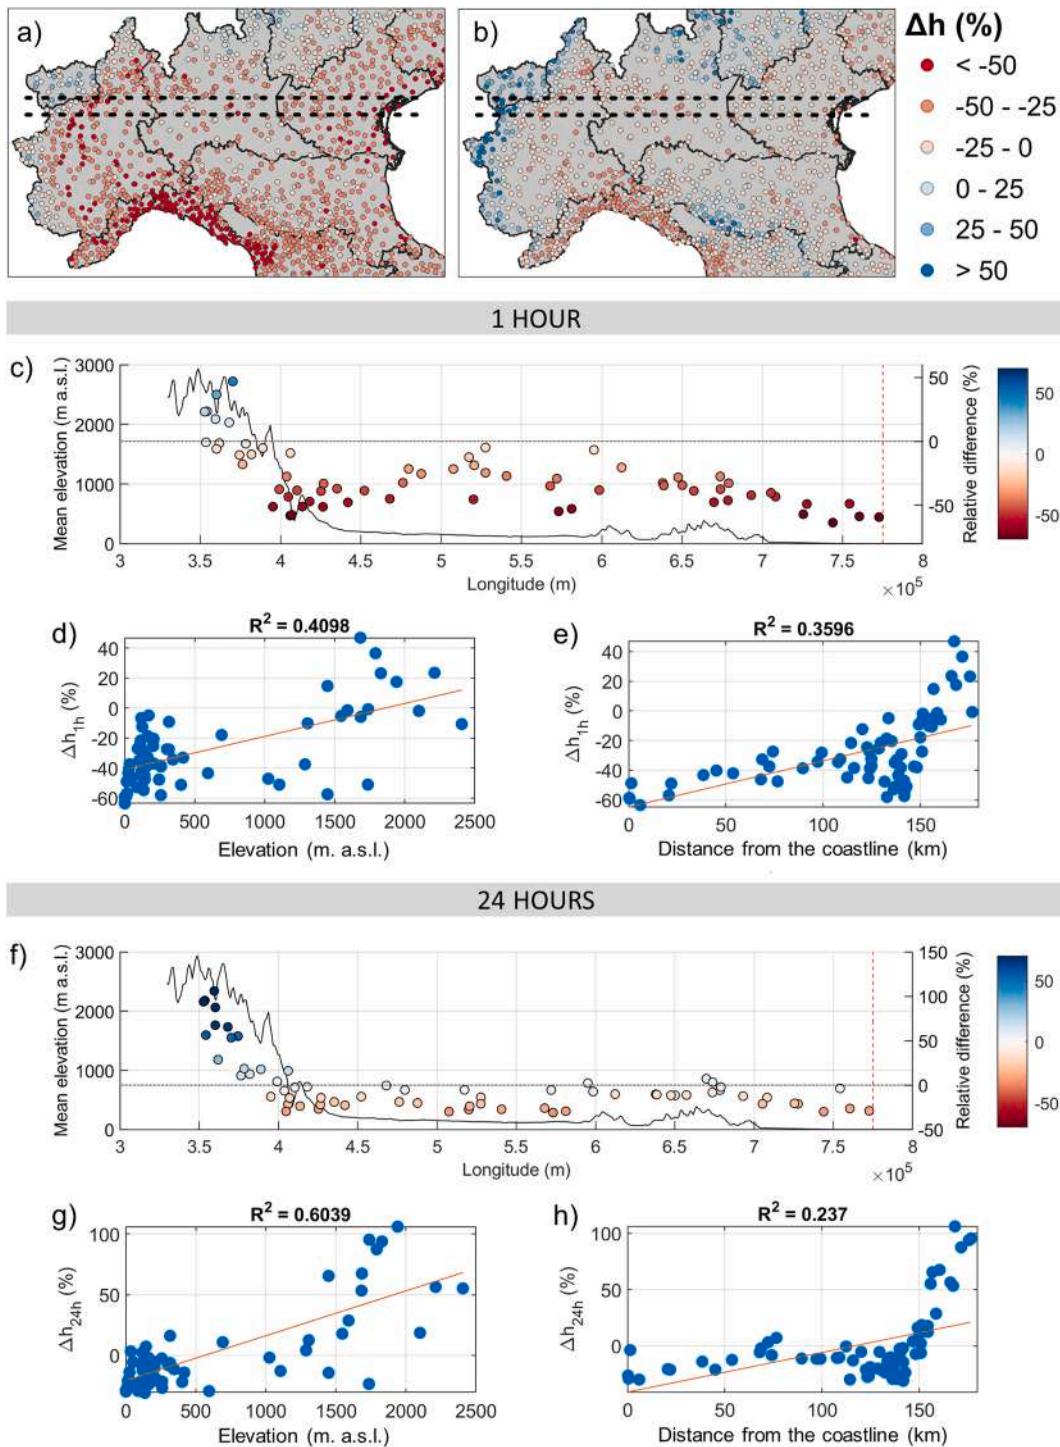 a)
b)
Δh (%)
< -50
-50 - -25
-25 - 0
0 - 25
25 - 50
> 50
1 HOUR
c)
3000
2000
1000
0
Mean elevation (m a.s.l.)
50
0
-50
Relative difference (%)
50
0
-50
3 3.5 4 4.5 5 5.5 6 6.5 7 7.5 8
Longitude (m)
×10⁵
d)
R² = 0.4098
40
20
0
-20
-40
-60
Δh₁ₕ (%)
0 500 1000 1500 2000 2500
Elevation (m. a.s.l.)
e)
R² = 0.3596
40
20
0
-20
-40
-60
Δh₁ₕ (%)
0 50 100 150
Distance from the coastline (km)
24 HOURS
f)
3000
2000
1000
0
Mean elevation (m a.s.l.)
150
100
50
0
-50
Relative difference (%)
50
0
-50
3 3.5 4 4.5 5 5.5 6 6.5 7 7.5 8
Longitude (m)
×10⁵
g)
R² = 0.6039
100
50
0
Δh₂₄ₕ (%)
0 500 1000 1500 2000 2500
Elevation (m. a.s.l.)
h)
R² = 0.237
100
50
0
Δh₂₄ₕ (%)
0 50 100 150
Distance from the coastline (km)